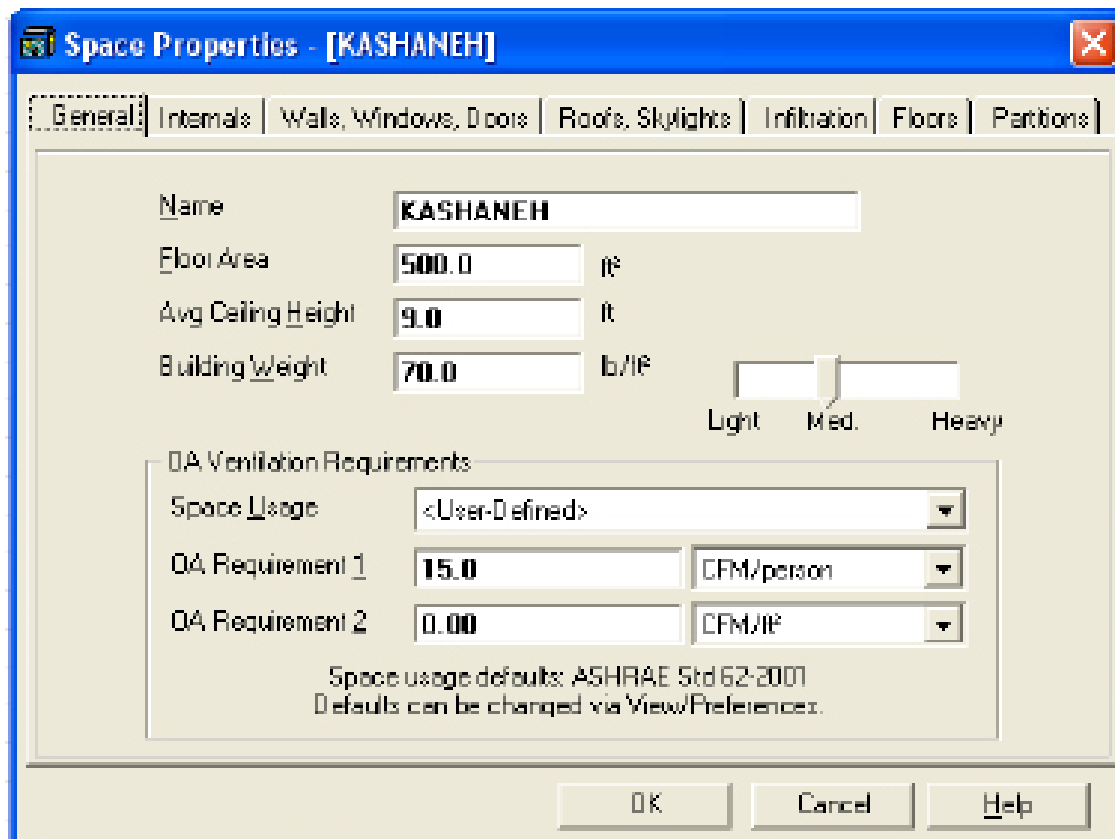 Space Properties - [KASHANEH]
General Internals Walls, Windows, Doors Roofs, Skylights Infiltration Floors Partitions
Name KASHANEH
Floor Area 500.0 ft²
Avg Ceiling Height 9.0 ft
Building Weight 70.0 lb/ft²
Light Med. Heavy
OA Ventilation Requirements
Space Usage <User-Defined>
OA Requirement 1 15.0 CFM/person
OA Requirement 2 0.00 CFM/ft²
Space usage defaults: ASHRAE Std 62-2001
Defaults can be changed via View/Preferences.
OK Cancel Help